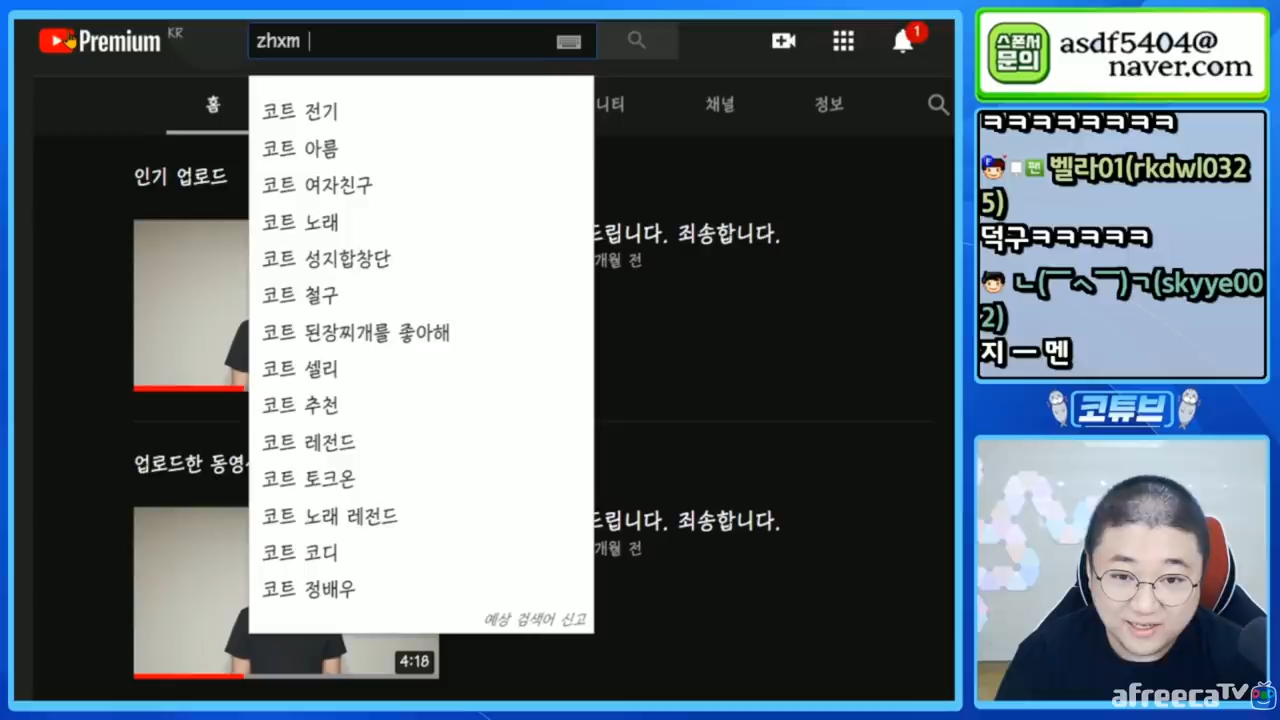 Premium KR
zhxm
1
홈
니티
채널
정보
인기 업로드
드립니다. 죄송합니다.
개월 전
업로드한 동영
드립니다. 죄송합니다.
개월 전
4:18
코트 전기
코트 아름
코트 여자친구
코트 노래
코트 성지합창단
코트 철구
코트 된장찌개를 좋아해
코트 셀리
코트 추천
코트 레전드
코트 토크온
코트 노래 레전드
코트 코디
코트 정배우
예상 검색어 신고
스폰서
문의
asdf5404@
naver.com
ㅋㅋㅋㅋㅋㅋㅋㅋ
F 팬 벨라01(rkdwl032
5)
덕구ㅋㅋㅋㅋㅋ
ㄴ(￣へ￣)ㄱ(skyye00
2)
지ㅡ멘
코튜브
afreecaTV